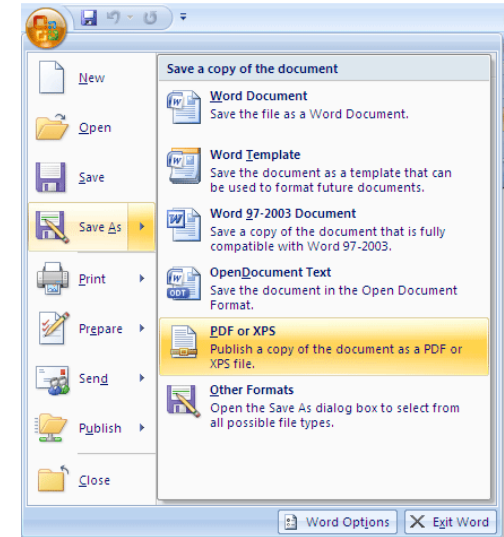 New
Open
Save
Save As
Print
Prepare
Send
Publish
Close
Save a copy of the document
Word Document
Save the file as a Word Document.
Word Template
Save the document as a template that can
be used to format future documents.
Word 97-2003 Document
Save a copy of the document that is fully
compatible with Word 97-2003.
ODT
OpenDocument Text
Save the document in the Open Document
Format.
PDF or XPS
Publish a copy of the document as a PDF or
XPS file.
Other Formats
Open the Save As dialog box to select from
all possible file types.
Word Options
Exit Word